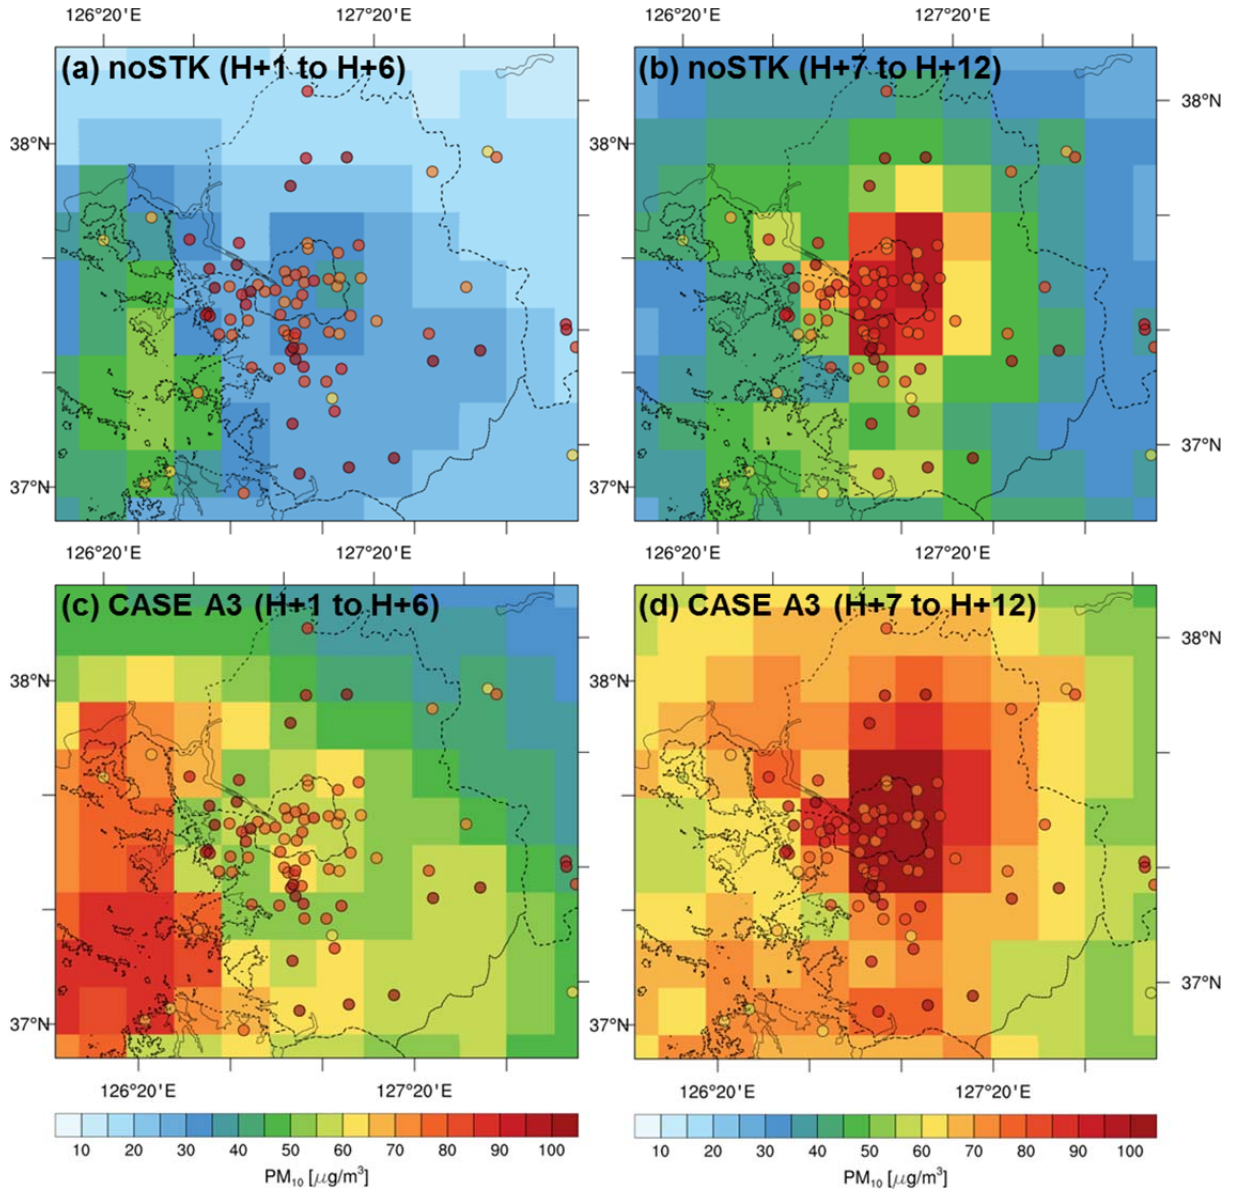 126°20'E 127°20'E 126°20'E 127°20'E
(a) noSTK (H+1 to H+6) (b) noSTK (H+7 to H+12)
38°N 38°N
37°N 37°N
126°20'E 127°20'E 126°20'E 127°20'E
(c) CASE A3 (H+1 to H+6) (d) CASE A3 (H+7 to H+12)
38°N 38°N
37°N 37°N
126°20'E 127°20'E 126°20'E 127°20'E
10 20 30 40 50 60 70 80 90 100 10 20 30 40 50 60 70 80 90 100
PM₁₀ [μg/m³] PM₁₀ [μg/m³]